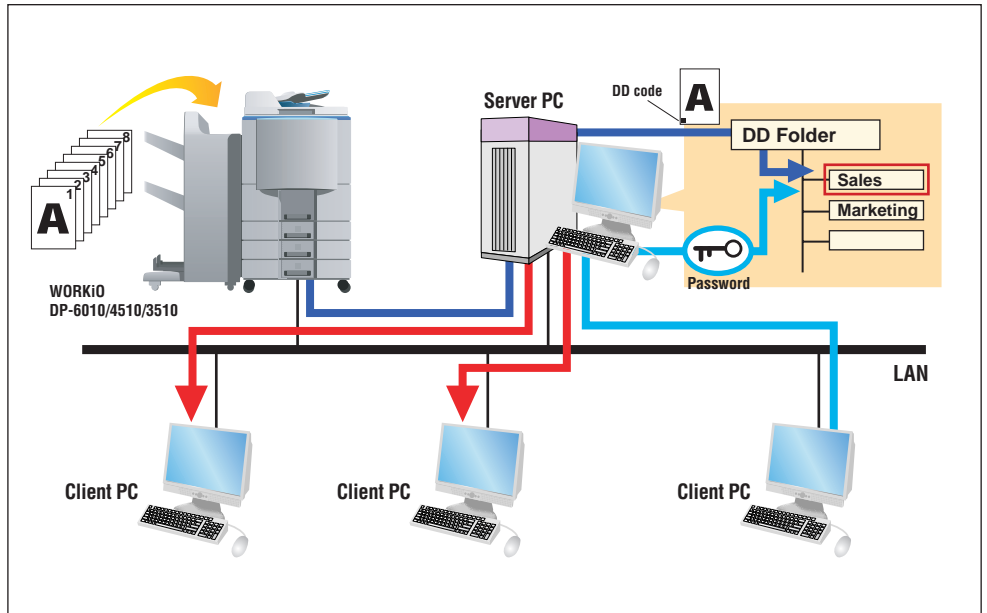 Server PC
DD code
A
DD Folder
Sales
Marketing
Password
8
7
6
5
4
3
2
1
A
WORKiO
DP-6010/4510/3510
LAN
Client PC
Client PC
Client PC